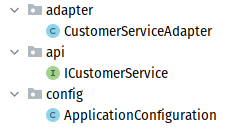 adapter
C CustomerServiceAdapter
api
I ICustomerService
config
C ApplicationConfiguration